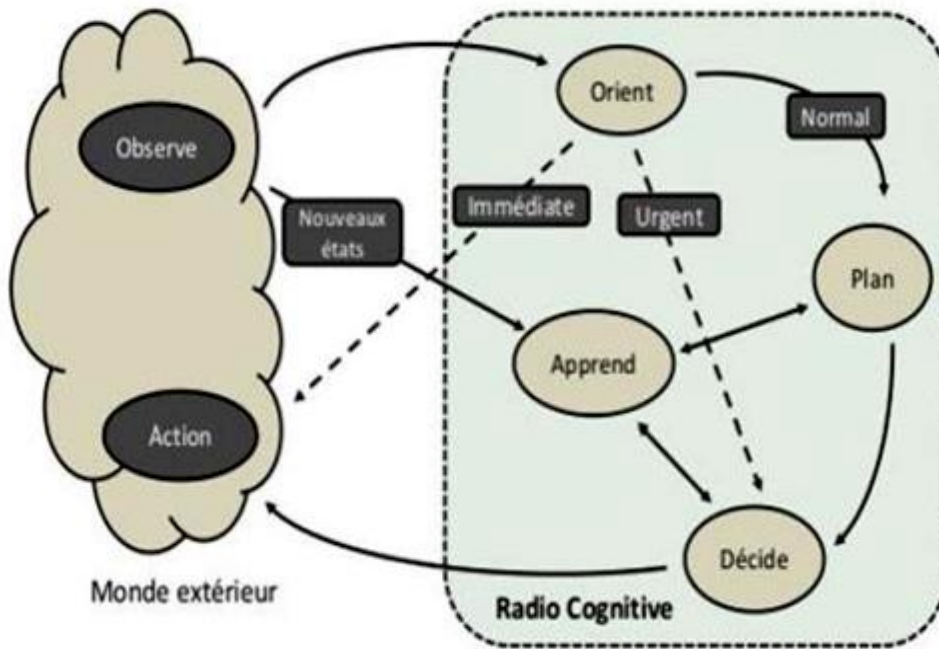 Orient
Normal
Observe
Immédiate
Urgent
Nouveaux
états
Plan
Apprend
Action
Décide
Monde extérieur
Radio Cognitive